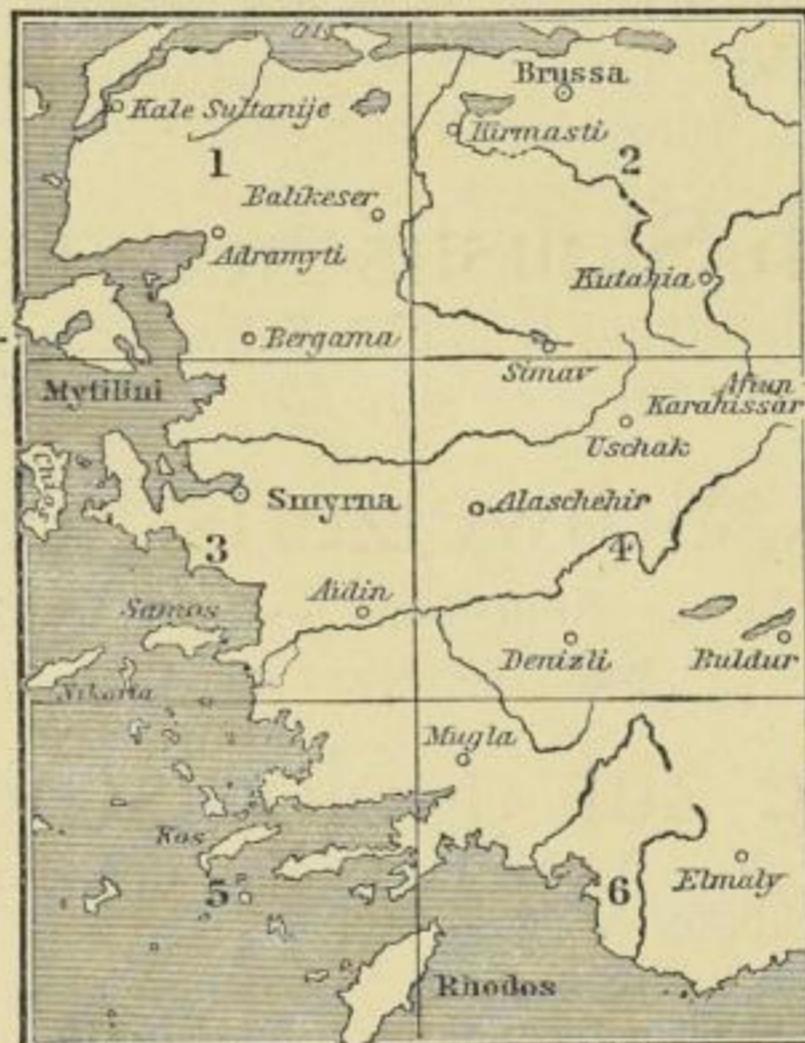 Brussa
Kale Sultanije
Kirmasti
1
2
Balikeser
Adramyti
Kutahia
Bergama
Simav
Mytilini
Afiun
Karahissar
Uschak
Chios
Smyrna
Alaschehir
3
4
Samos
Aidin
Denizli
Buldur
Nikaria
Mugla
Kos
5
6
Elmaly
Rhodos